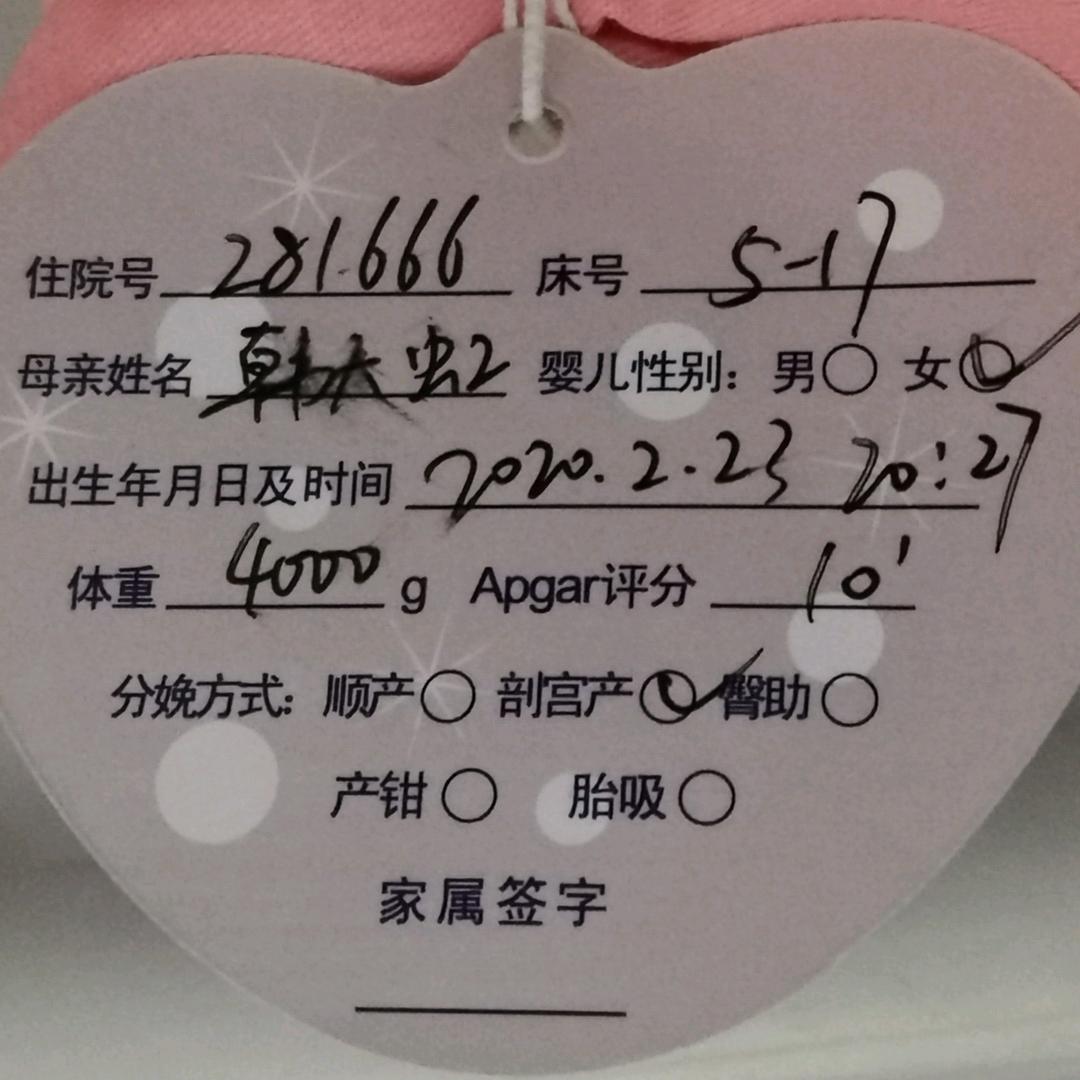 住院号 281.666 床号 5-17
母亲姓名 韩 婴儿性别：男○ 女○✓
出生年月日及时间 2020.2.23 20:27
体重 4000 g Apgar评分 10'
分娩方式：顺产○ 剖宫产○✓ 臀助○
产钳○ 胎吸○
家属签字